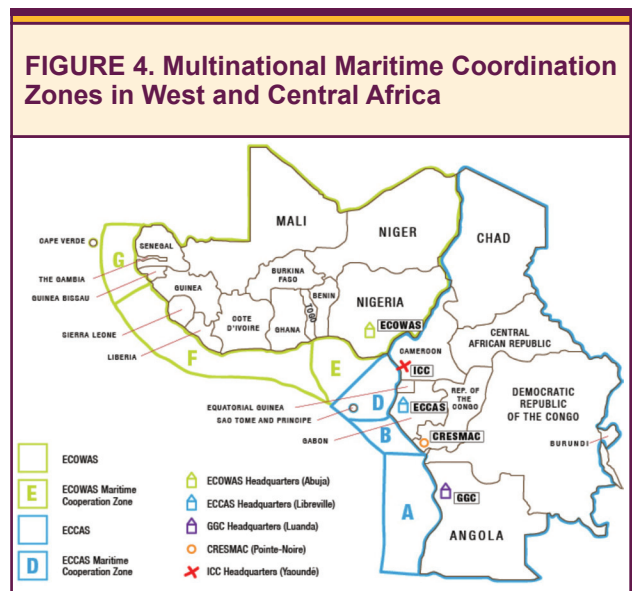 FIGURE 4. Multinational Maritime Coordination
Zones in West and Central Africa
MALI
NIGER
CHAD
CAPE VERDE
G
SENEGAL
THE GAMBIA
GUINEA BISSAU
GUINEA
BURKINA
FASO
BENIN
NIGERIA
TOGO
COTE
D'IVOIRE
GHANA
ECOWAS
SIERRA LEONE
LIBERIA
F
E
CAMEROON
CENTRAL
AFRICAN REPUBLIC
ICC
EQUATORIAL GUINEA
SAO TOME AND PRINCIPE
GABON
D
ECCAS
REP. OF
THE
CONGO
DEMOCRATIC
REPUBLIC
OF THE CONGO
B
CRESMAC
BURUNDI
A
GGC
ANGOLA
ECOWAS
E
ECOWAS Maritime
Cooperation Zone
ECCAS
D
ECCAS Maritime
Cooperation Zone
ECOWAS Headquarters (Abuja)
ECCAS Headquarters (Libreville)
GGC Headquarters (Luanda)
CRESMAC (Pointe-Noire)
ICC Headquarters (Yaoundé)